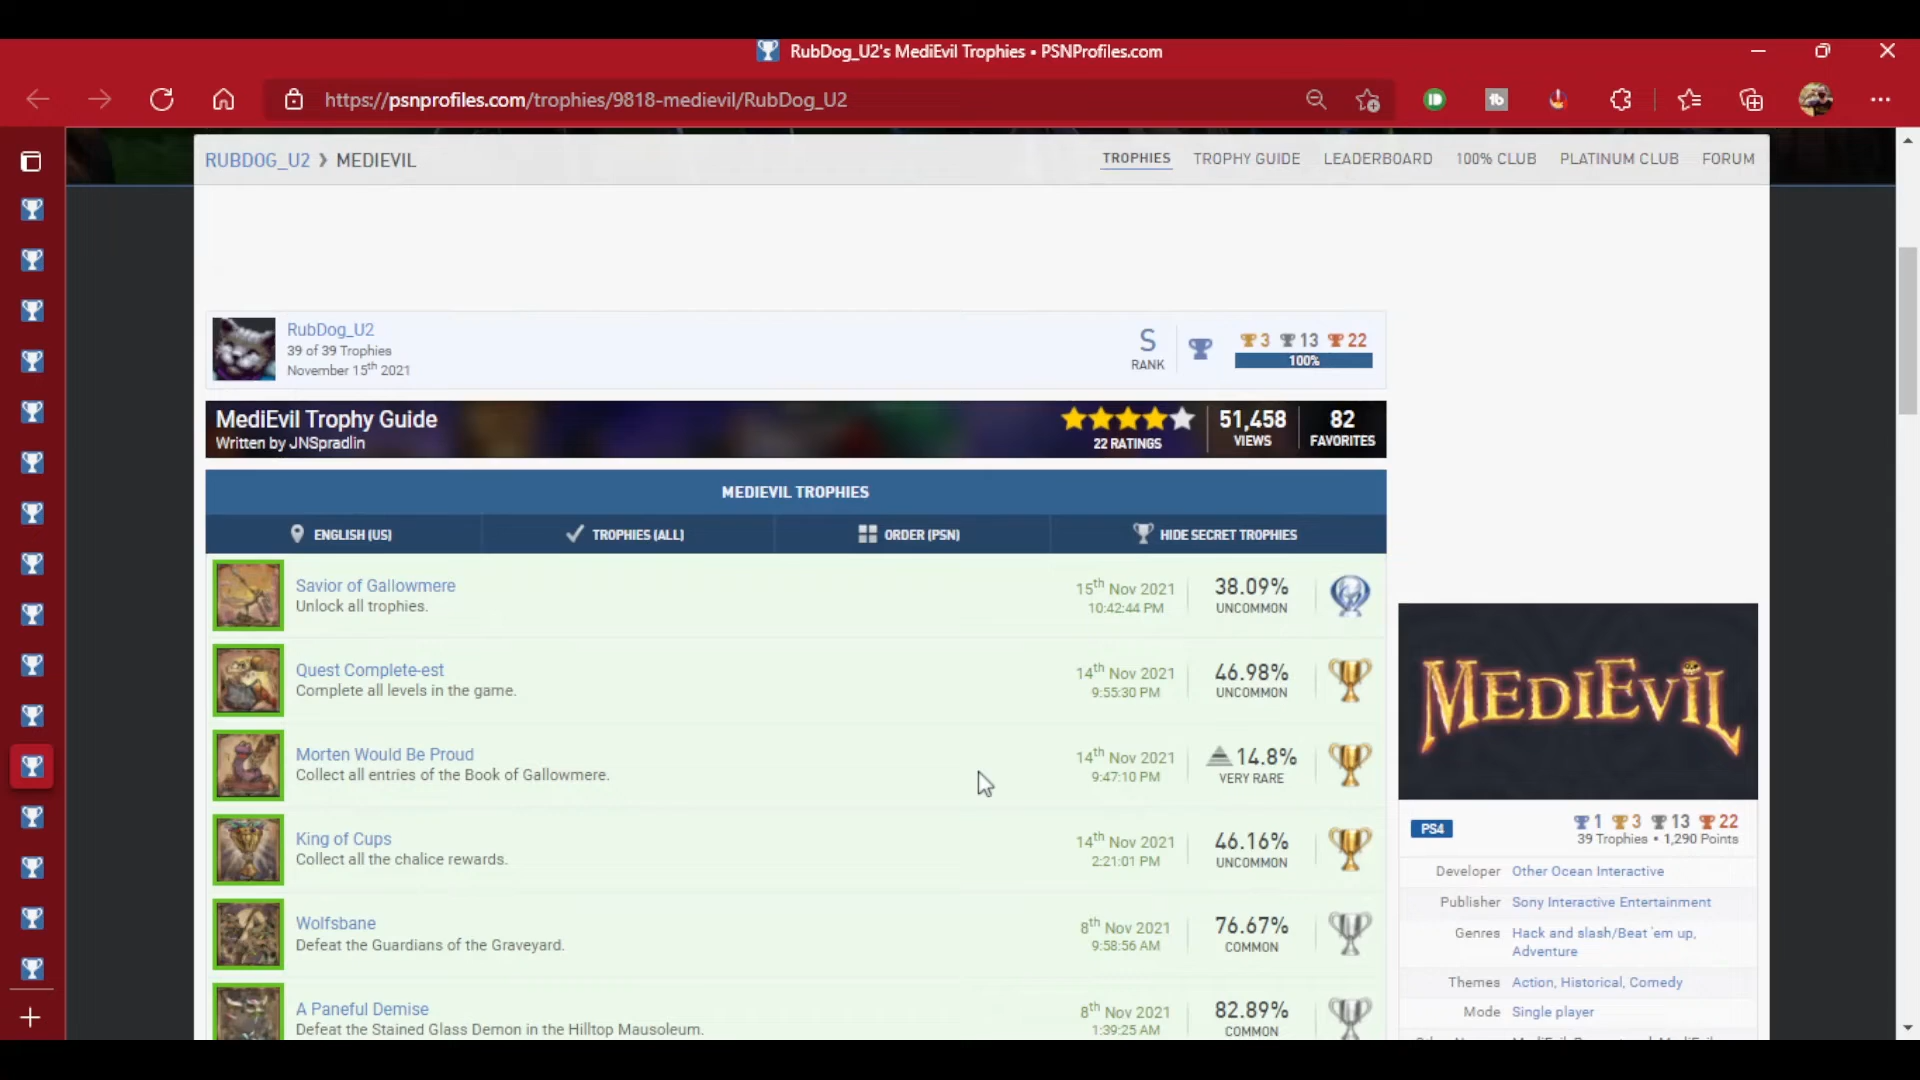 RubDog_U2's MediEvil Trophies • PSNProfiles.com
https://psnprofiles.com/trophies/9818-medievil/RubDog_U2
RUBDOG_U2 › MEDIEVIL
TROPHIES TROPHY GUIDE LEADERBOARD 100% CLUB PLATINUM CLUB FORUM
RubDog_U2
39 of 39 Trophies
November 15th 2021
S
RANK
3 13 22
100%
MediEvil Trophy Guide
Written by JNSpradlin
22 RATINGS
51,458
VIEWS
82
FAVORITES
MEDIEVIL TROPHIES
ENGLISH (US) TROPHIES (ALL) ORDER (PSN) HIDE SECRET TROPHIES
Savior of Gallowmere
Unlock all trophies.
15th Nov 2021
10:42:44 PM
38.09%
UNCOMMON
Quest Complete-est
Complete all levels in the game.
14th Nov 2021
9:55:30 PM
46.98%
UNCOMMON
Morten Would Be Proud
Collect all entries of the Book of Gallowmere.
14th Nov 2021
9:47:10 PM
14.8%
VERY RARE
King of Cups
Collect all the chalice rewards.
14th Nov 2021
2:21:01 PM
46.16%
UNCOMMON
Wolfsbane
Defeat the Guardians of the Graveyard.
8th Nov 2021
9:58:56 AM
76.67%
COMMON
A Paneful Demise
Defeat the Stained Glass Demon in the Hilltop Mausoleum.
8th Nov 2021
1:39:25 AM
82.89%
COMMON
MEDIEVIL
PS4
1 3 13 22
39 Trophies • 1,290 Points
Developer Other Ocean Interactive
Publisher Sony Interactive Entertainment
Genres Hack and slash/Beat 'em up,
Adventure
Themes Action, Historical, Comedy
Mode Single player